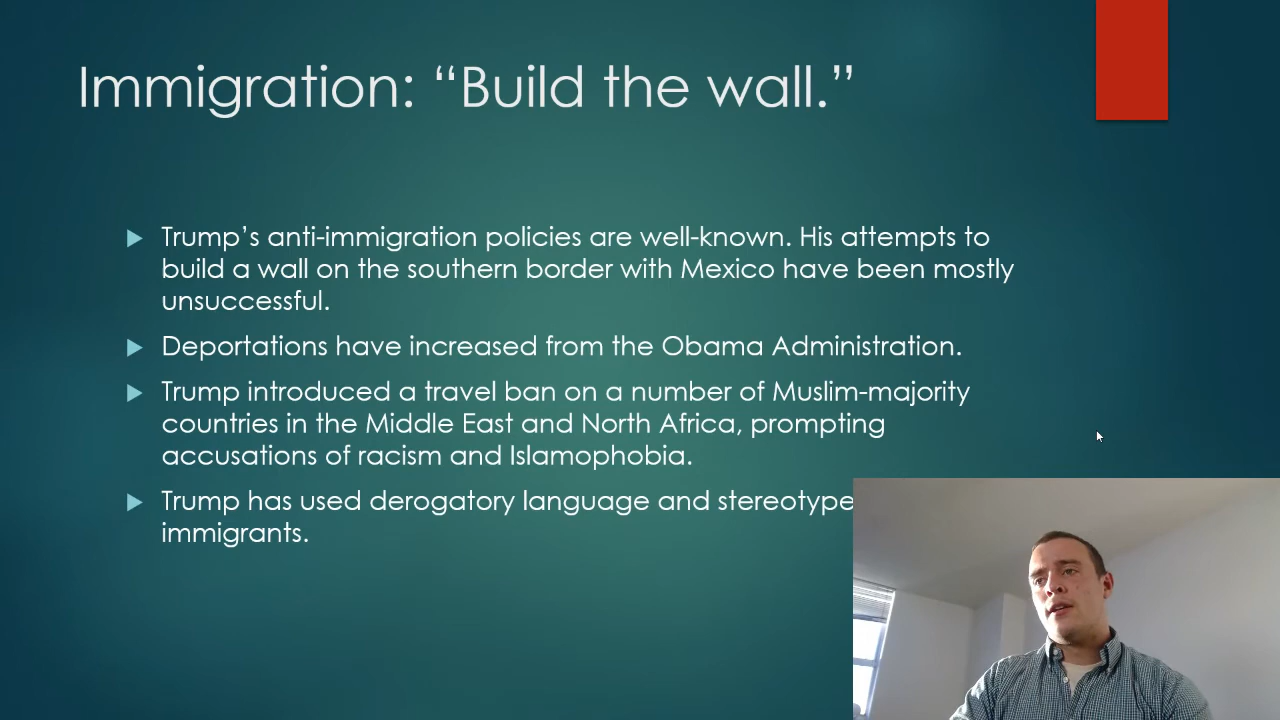 Immigration: “Build the wall.”
Trump’s anti-immigration policies are well-known. His attempts to
build a wall on the southern border with Mexico have been mostly
unsuccessful.
Deportations have increased from the Obama Administration.
Trump introduced a travel ban on a number of Muslim-majority
countries in the Middle East and North Africa, prompting
accusations of racism and Islamophobia.
Trump has used derogatory language and stereotype
immigrants.